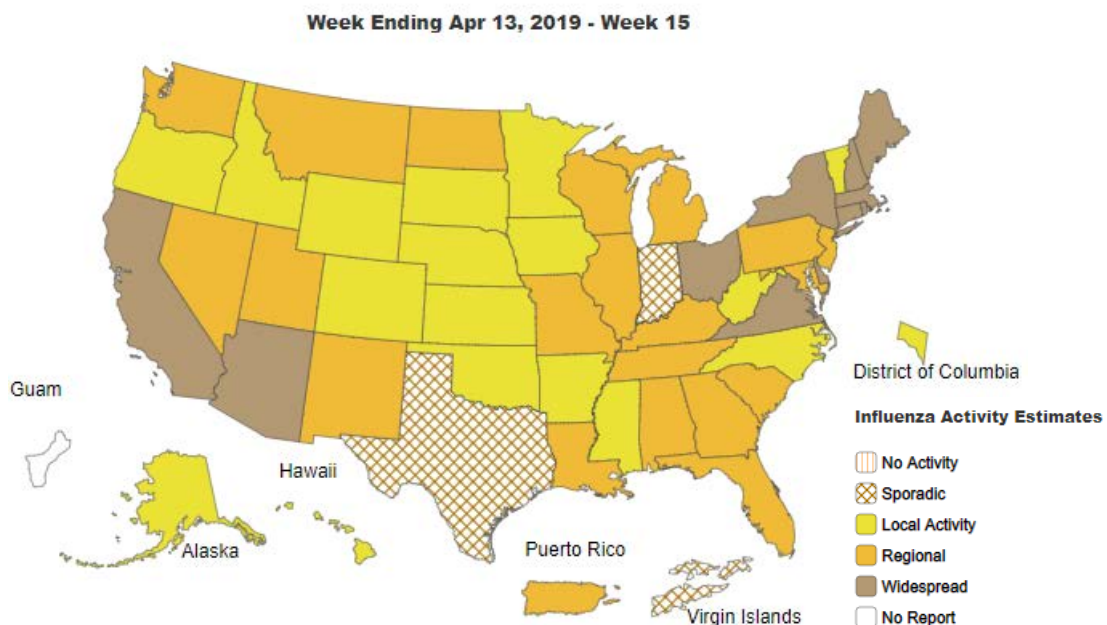 Week Ending Apr 13, 2019 - Week 15
District of Columbia
Guam
Influenza Activity Estimates
No Activity
Hawaii
Sporadic
Local Activity
Alaska
Puerto Rico
Regional
Widespread
Virgin Islands
No Report